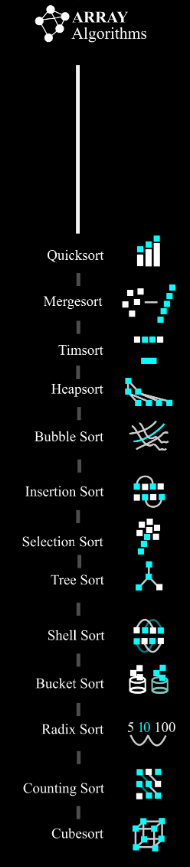 ARRAY
Algorithms
Quicksort
Mergesort
Timsort
Heapsort
Bubble Sort
Insertion Sort
Selection Sort
Tree Sort
Shell Sort
Bucket Sort
Radix Sort
5 10 100
Counting Sort
Cubesort